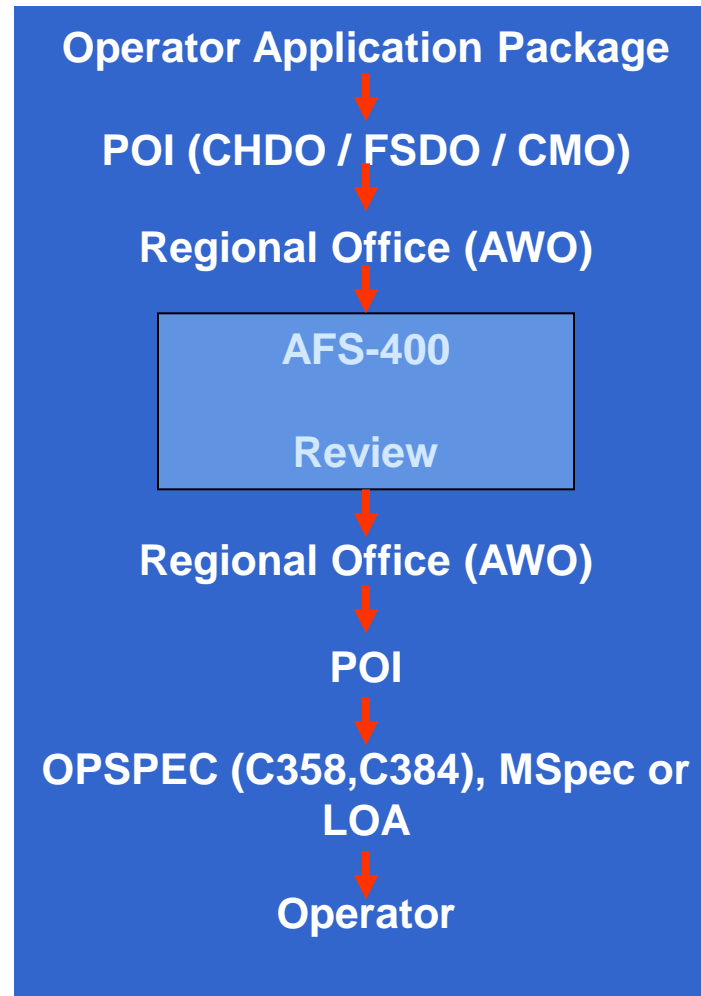 Operator Application Package
POI (CHDO / FSDO / CMO)
Regional Office (AWO)
AFS-400
Review
Regional Office (AWO)
POI
OPSPEC (C358,C384), MSpec or
LOA
Operator